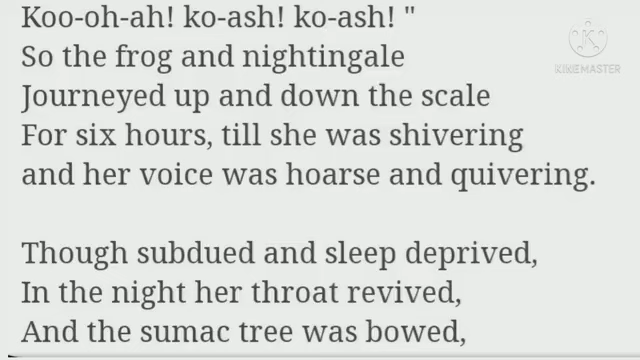 Koo-oh-ah! ko-ash! ko-ash! "
So the frog and nightingale
Journeyed up and down the scale
For six hours, till she was shivering
and her voice was hoarse and quivering.
Though subdued and sleep deprived,
In the night her throat revived,
And the sumac tree was bowed,
KINEMASTER